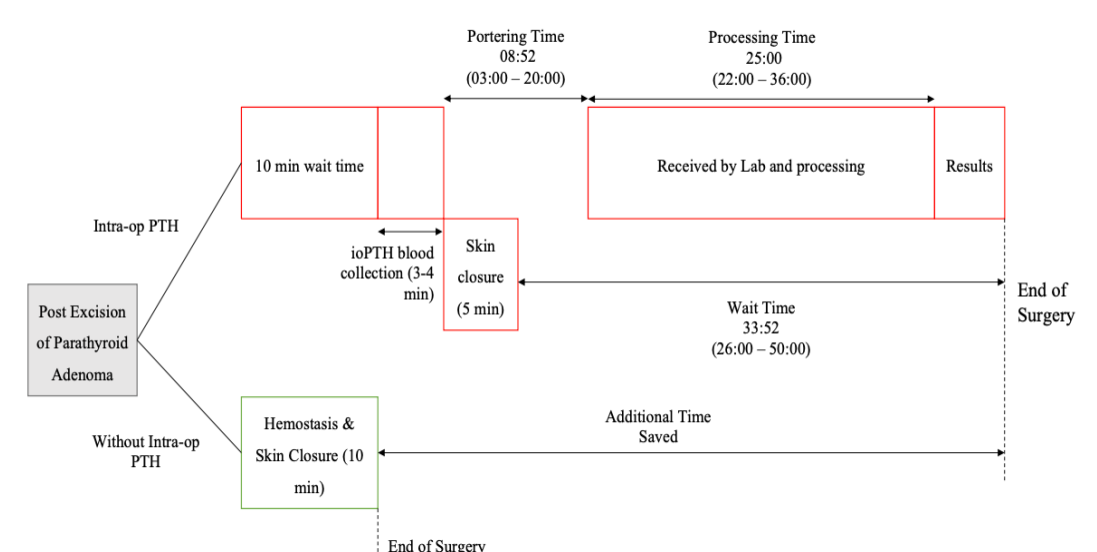 Portering Time
08:52
(03:00 – 20:00)
Processing Time
25:00
(22:00 – 36:00)
10 min wait time
Received by Lab and processing
Results
Intra-op PTH
ioPTH blood
collection (3-4
min)
Skin
closure
(5 min)
Wait Time
33:52
(26:00 – 50:00)
End of
Surgery
Post Excision
of Parathyroid
Adenoma
Without Intra-op
PTH
Hemostasis &
Skin Closure (10
min)
Additional Time
Saved
End of Surgery